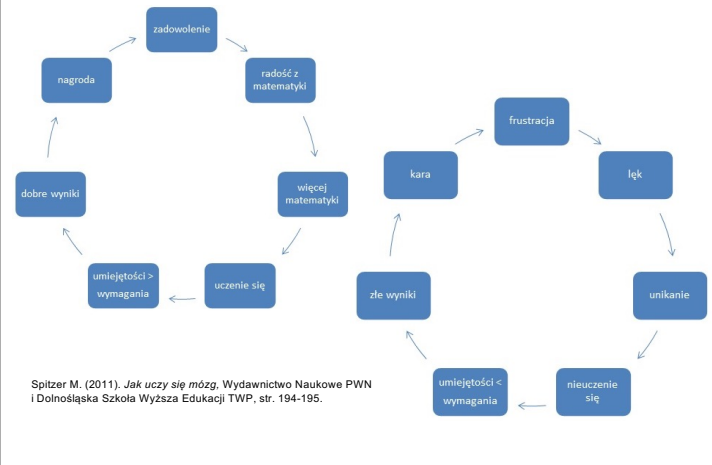 zadowolenie
radość z
matematyki
więcej
matematyki
uczenie się
umiejętości >
wymagania
dobre wyniki
nagroda
frustracja
lęk
unikanie
nieuczenie
się
umiejętości <
wymagania
złe wyniki
kara
Spitzer M. (2011). Jak uczy się mózg, Wydawnictwo Naukowe PWN
i Dolnośląska Szkoła Wyższa Edukacji TWP, str. 194-195.